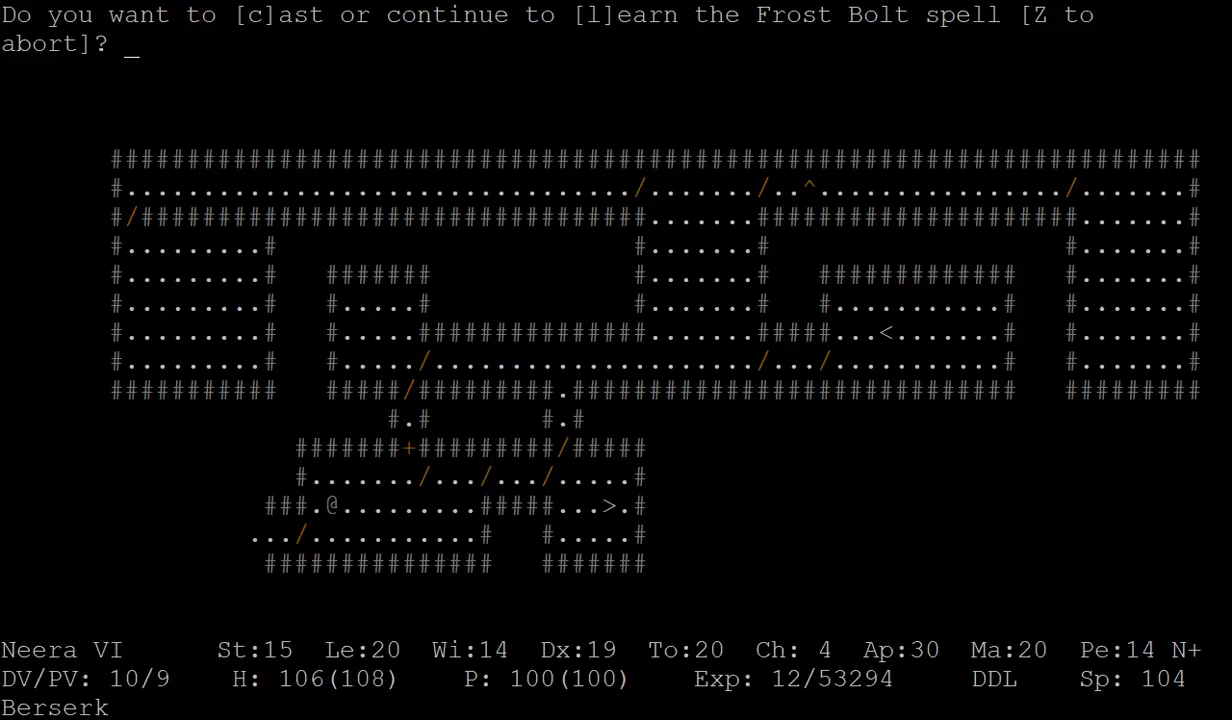 Do you want to [c]ast or continue to [l]earn the Frost Bolt spell [Z to
abort]? _
Neera VI St:15 Le:20 Wi:14 Dx:19 To:20 Ch: 4 Ap:30 Ma:20 Pe:14 N+
DV/PV: 10/9 H: 106(108) P: 100(100) Exp: 12/53294 DDL Sp: 104
Berserk